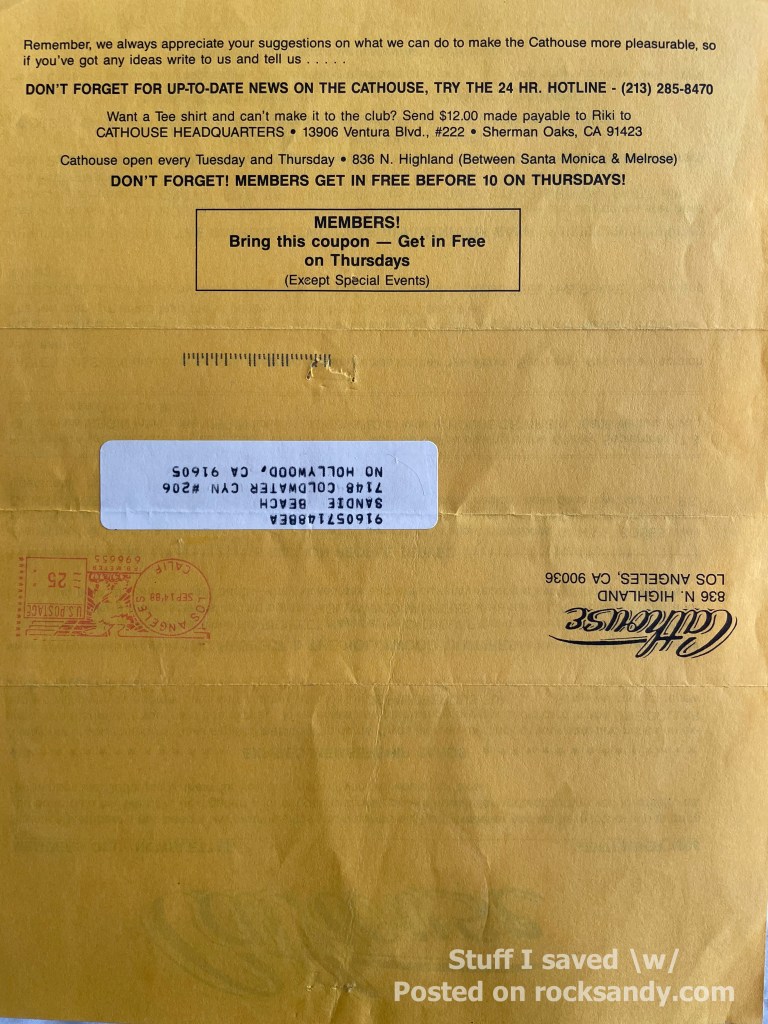 Remember, we always appreciate your suggestions on what we can do to make the Cathouse more pleasurable, so
if you've got any ideas write to us and tell us . . . . .
DON'T FORGET FOR UP-TO-DATE NEWS ON THE CATHOUSE, TRY THE 24 HR. HOTLINE - (213) 285-8470
Want a Tee shirt and can't make it to the club? Send $12.00 made payable to Riki to
CATHOUSE HEADQUARTERS • 13906 Ventura Blvd., #222 • Sherman Oaks, CA 91423
Cathouse open every Tuesday and Thursday • 836 N. Highland (Between Santa Monica & Melrose)
DON'T FORGET! MEMBERS GET IN FREE BEFORE 10 ON THURSDAYS!
MEMBERS!
Bring this coupon — Get in Free
on Thursdays
(Except Special Events)
Cathouse
836 N. HIGHLAND
LOS ANGELES, CA 90036
LOS ANGELES
SEP 14 '88
CALIF
U.S. POSTAGE
25
SANDIE BEACH
7148 COLDWATER CYN #206
NO HOLLYWOOD, CA 91605
Stuff I saved \w/
Posted on rocksandy.com